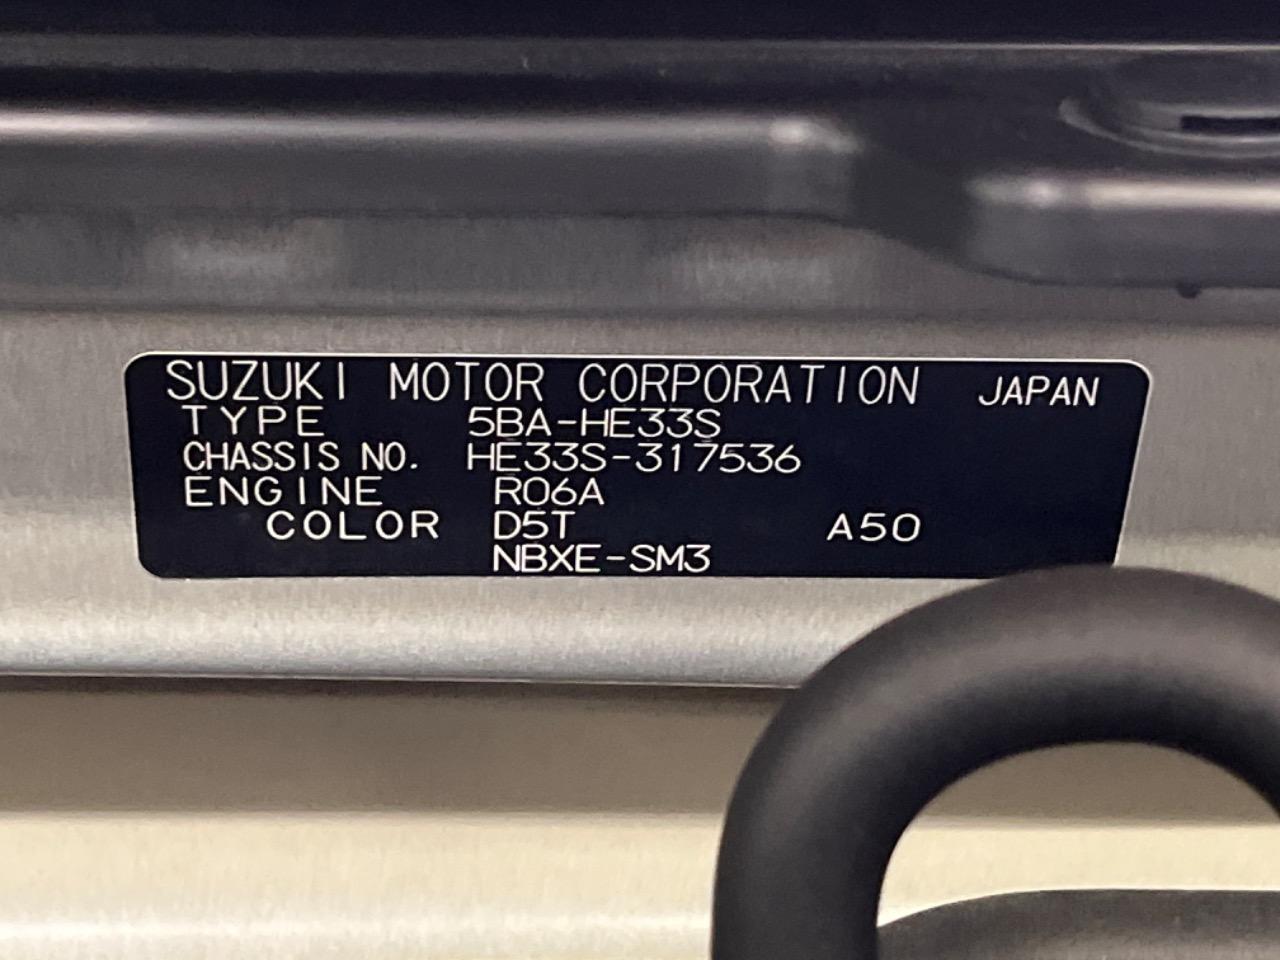 SUZUKI MOTOR CORPORATION JAPAN
TYPE 5BA-HE33S
CHASSIS NO. HE33S-317536
ENGINE R06A
COLOR D5T A50
NBXE-SM3